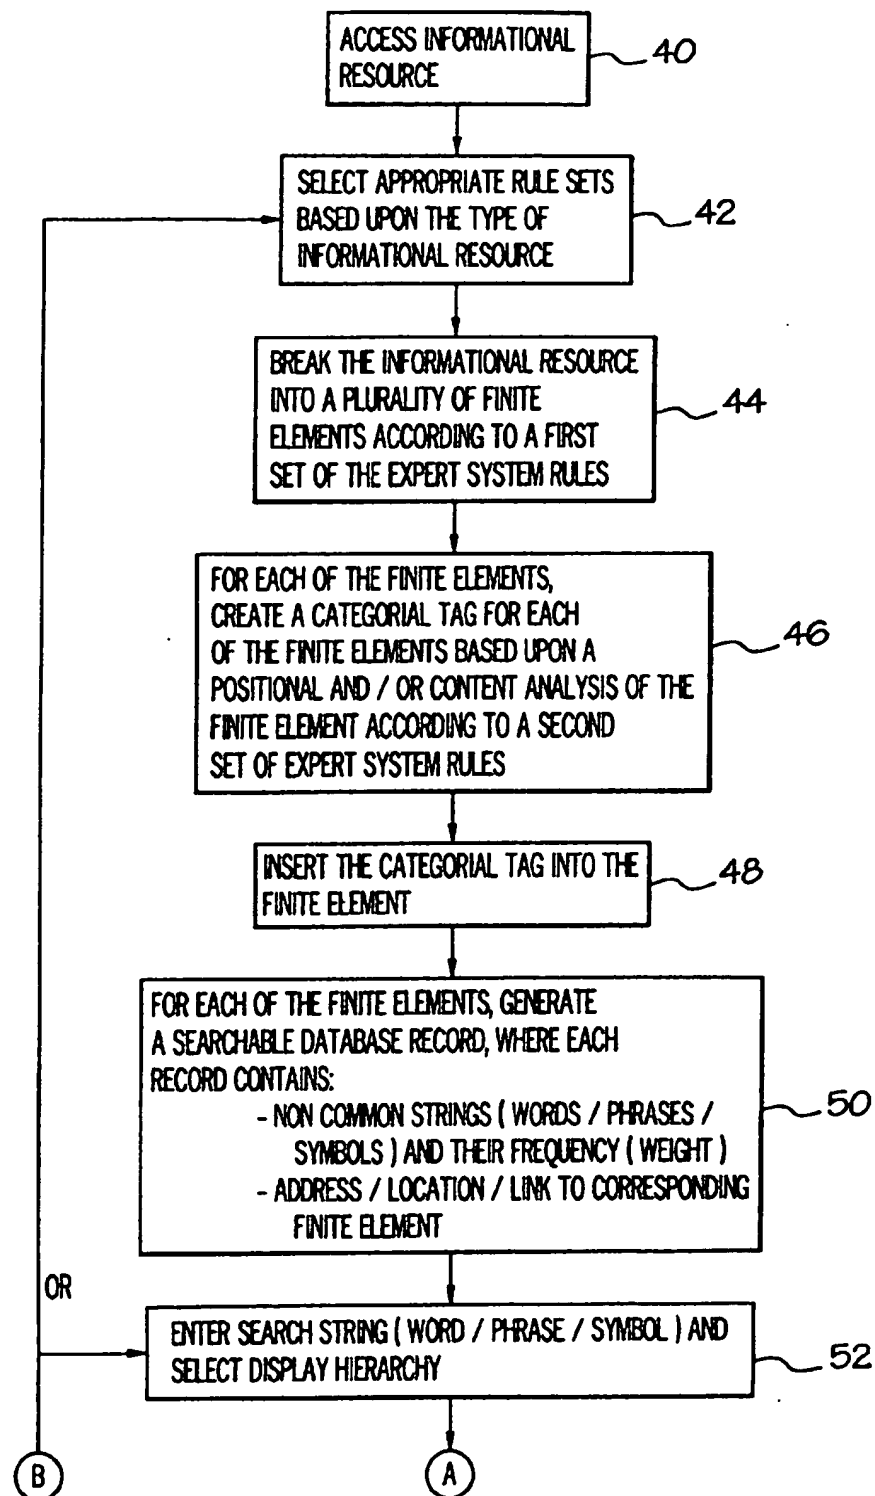 ACCESS INFORMATIONAL
RESOURCE
40
SELECT APPROPRIATE RULE SETS
BASED UPON THE TYPE OF
INFORMATIONAL RESOURCE
42
BREAK THE INFORMATIONAL RESOURCE
INTO A PLURALITY OF FINITE
ELEMENTS ACCORDING TO A FIRST
SET OF THE EXPERT SYSTEM RULES
44
FOR EACH OF THE FINITE ELEMENTS,
CREATE A CATEGORIAL TAG FOR EACH
OF THE FINITE ELEMENTS BASED UPON A
POSITIONAL AND / OR CONTENT ANALYSIS OF THE
FINITE ELEMENT ACCORDING TO A SECOND
SET OF EXPERT SYSTEM RULES
46
INSERT THE CATEGORIAL TAG INTO THE
FINITE ELEMENT
48
FOR EACH OF THE FINITE ELEMENTS, GENERATE
A SEARCHABLE DATABASE RECORD, WHERE EACH
RECORD CONTAINS:
- NON COMMON STRINGS ( WORDS / PHRASES /
SYMBOLS ) AND THEIR FREQUENCY ( WEIGHT )
- ADDRESS / LOCATION / LINK TO CORRESPONDING
FINITE ELEMENT
50
OR
ENTER SEARCH STRING ( WORD / PHRASE / SYMBOL ) AND
SELECT DISPLAY HIERARCHY
52
B
A